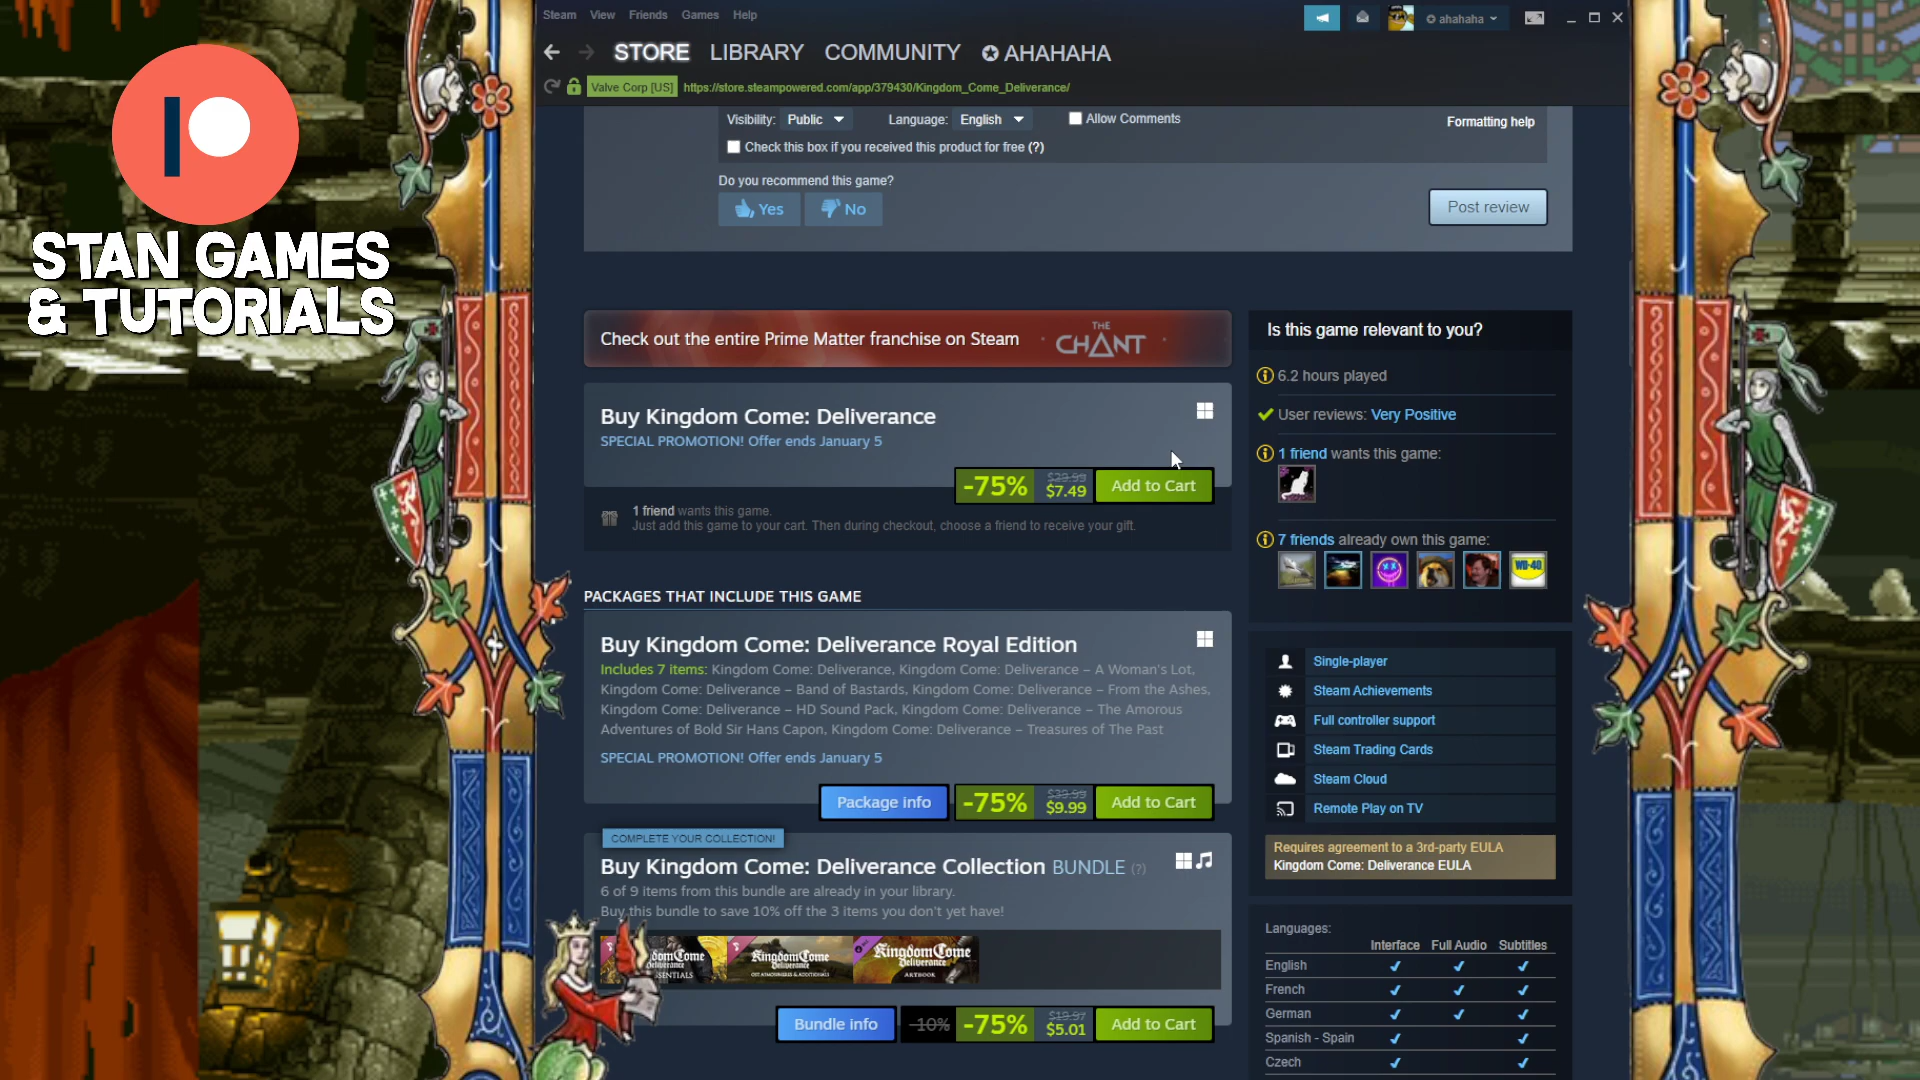 STAN GAMES
& TUTORIALS
Steam View Friends Games Help
ahahaha
STORE LIBRARY COMMUNITY AHAHAHA
Valve Corp [US] https://store.steampowered.com/app/379430/Kingdom_Come_Deliverance/
Visibility: Public Language: English Allow Comments
Formatting help
Check this box if you received this product for free (?)
Do you recommend this game?
Yes No
Post review
Check out the entire Prime Matter franchise on Steam
THE
CHANT
Buy Kingdom Come: Deliverance
SPECIAL PROMOTION! Offer ends January 5
-75% $29.99 $7.49 Add to Cart
1 friend wants this game.
Just add this game to your cart. Then during checkout, choose a friend to receive your gift.
PACKAGES THAT INCLUDE THIS GAME
Buy Kingdom Come: Deliverance Royal Edition
Includes 7 items: Kingdom Come: Deliverance, Kingdom Come: Deliverance – A Woman's Lot,
Kingdom Come: Deliverance – Band of Bastards, Kingdom Come: Deliverance – From the Ashes,
Kingdom Come: Deliverance – HD Sound Pack, Kingdom Come: Deliverance – The Amorous
Adventures of Bold Sir Hans Capon, Kingdom Come: Deliverance – Treasures of The Past
SPECIAL PROMOTION! Offer ends January 5
Package info -75% $39.99 $9.99 Add to Cart
COMPLETE YOUR COLLECTION!
Buy Kingdom Come: Deliverance Collection BUNDLE (?)
6 of 9 items from this bundle are already in your library.
Buy this bundle to save 10% off the 3 items you don't yet have!
KingdomCome
Deliverance
OST ATMOSPHERES & ADDITIONALS
KingdomCome
Deliverance
ARTBOOK
Bundle info -10% -75% $19.97 $5.01 Add to Cart
Is this game relevant to you?
6.2 hours played
User reviews: Very Positive
1 friend wants this game:
7 friends already own this game:
WD-40
Single-player
Steam Achievements
Full controller support
Steam Trading Cards
Steam Cloud
Remote Play on TV
Requires agreement to a 3rd-party EULA
Kingdom Come: Deliverance EULA
Languages:
Interface Full Audio Subtitles
English ✔ ✔ ✔
French ✔ ✔ ✔
German ✔ ✔ ✔
Spanish - Spain ✔ ✔
Czech ✔ ✔